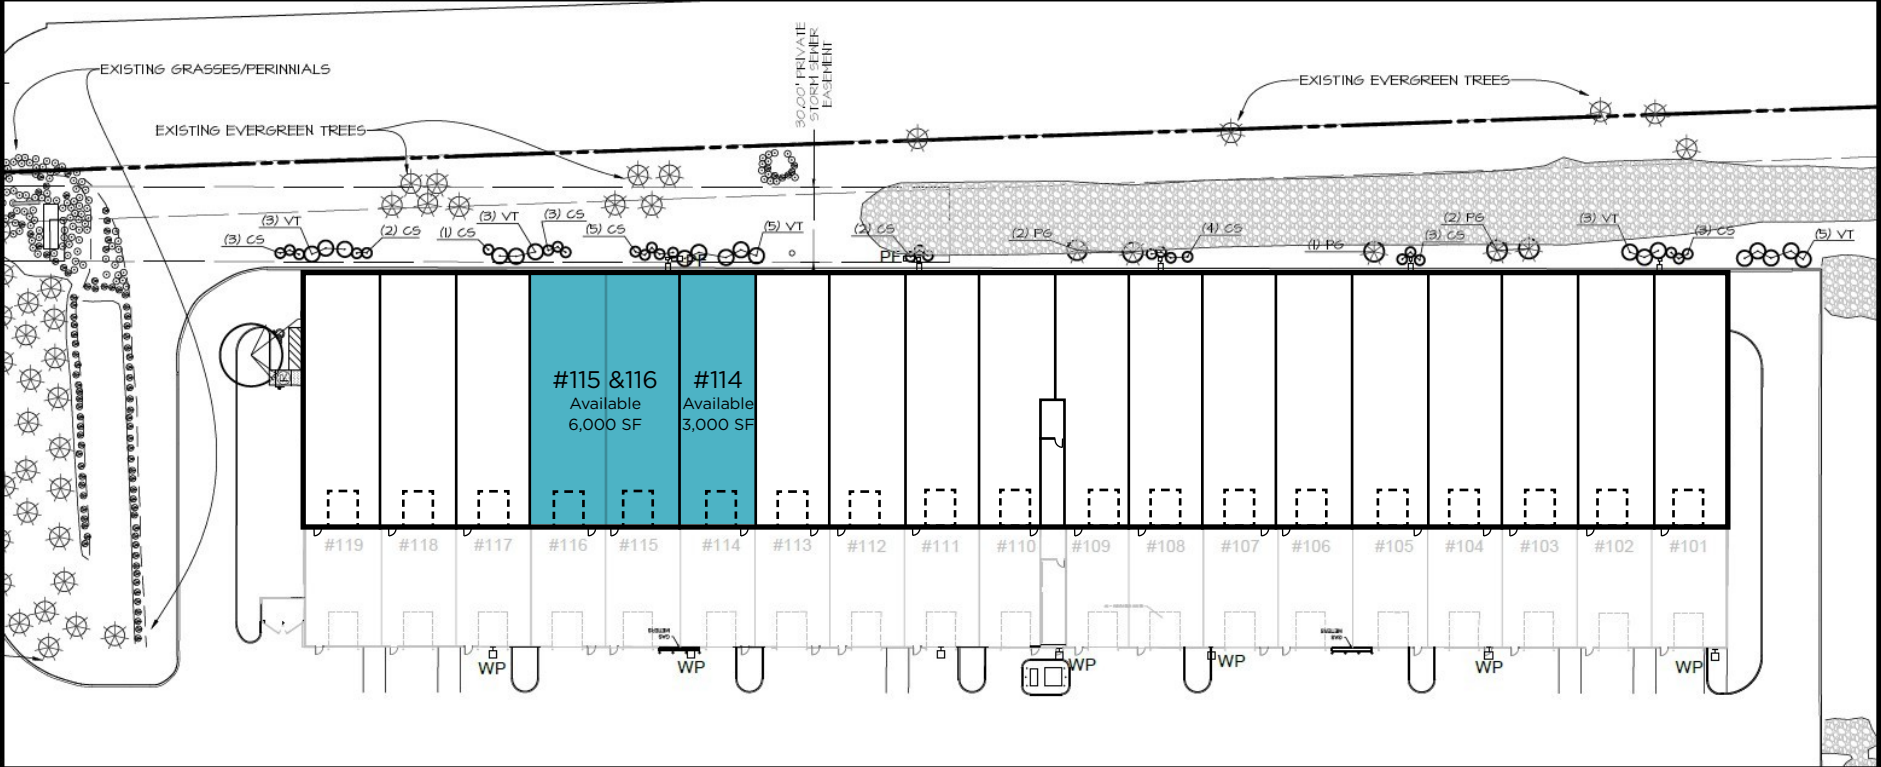 30.00' PRIVATE
STORM SEWER
EASEMENT
EXISTING GRASSES/PERINNIALS
EXISTING EVERGREEN TREES
EXISTING EVERGREEN TREES
(3) CS
(3) VT
(2) CS
(1) CS
(3) VT
(3) CS
(5) CS
(5) VT
(2) CS
(2) PG
(4) CS
(1) PG
(2) PG
(3) CS
(3) VT
(3) CS
(5) VT
PF
PF
#115 &116
Available
6,000 SF
#114
Available
3,000 SF
#119
#118
#117
#116
#115
#114
#113
#112
#111
#110
#109
#108
#107
#106
#105
#104
#103
#102
#101
GAS
METERS
GAS
METERS
WP
WP
WP
WP
WP
WP